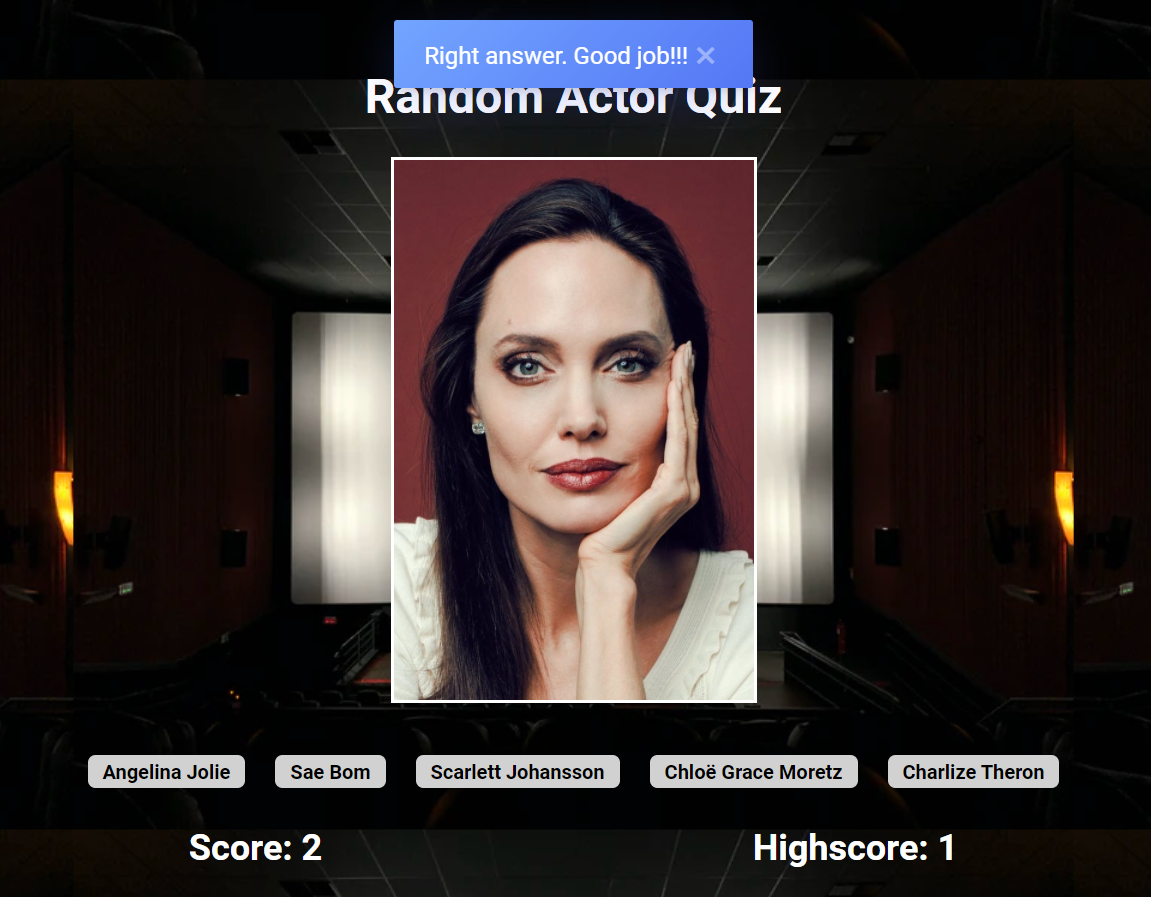 Right answer. Good job!!! ✕
Random Actor Quiz
Angelina Jolie
Sae Bom
Scarlett Johansson
Chloë Grace Moretz
Charlize Theron
Score: 2
Highscore: 1